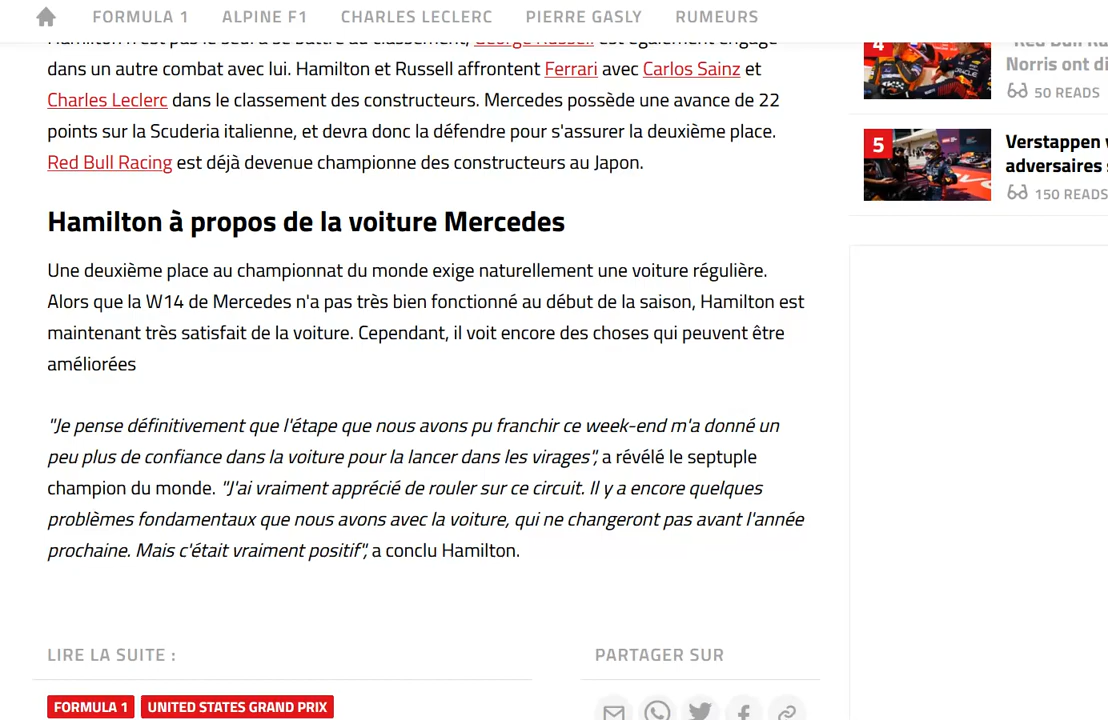 FORMULA 1 ALPINE F1 CHARLES LECLERC PIERRE GASLY RUMEURS
Hamilton n'est pas le seul à se battre au classement, George Russell est également engagé
dans un autre combat avec lui. Hamilton et Russell affrontent Ferrari avec Carlos Sainz et
Charles Leclerc dans le classement des constructeurs. Mercedes possède une avance de 22
points sur la Scuderia italienne, et devra donc la défendre pour s'assurer la deuxième place.
Red Bull Racing est déjà devenue championne des constructeurs au Japon.
Hamilton à propos de la voiture Mercedes
Une deuxième place au championnat du monde exige naturellement une voiture régulière.
Alors que la W14 de Mercedes n'a pas très bien fonctionné au début de la saison, Hamilton est
maintenant très satisfait de la voiture. Cependant, il voit encore des choses qui peuvent être
améliorées
"Je pense définitivement que l'étape que nous avons pu franchir ce week-end m'a donné un
peu plus de confiance dans la voiture pour la lancer dans les virages", a révélé le septuple
champion du monde. "J'ai vraiment apprécié de rouler sur ce circuit. Il y a encore quelques
problèmes fondamentaux que nous avons avec la voiture, qui ne changeront pas avant l'année
prochaine. Mais c'était vraiment positif", a conclu Hamilton.
LIRE LA SUITE :
FORMULA 1 UNITED STATES GRAND PRIX
PARTAGER SUR
4
"Red Bull
Norris ont
50 READS
5
Verstappen
adversaires
150 READS